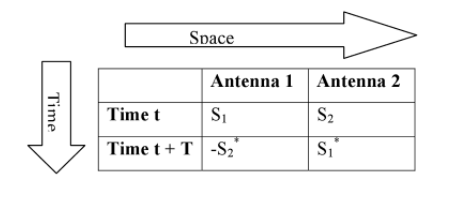 Space
Time
Antenna 1 Antenna 2
Time t S₁ S₂
Time t + T -S₂* S₁*